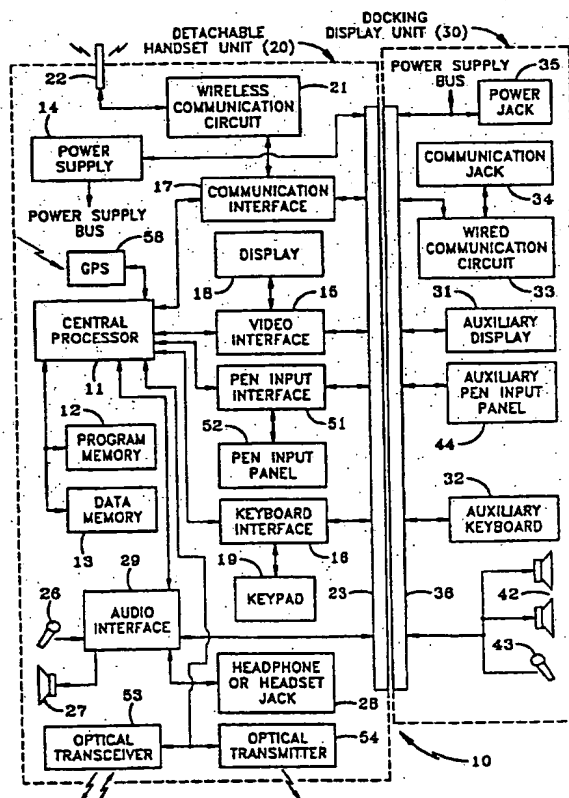 DETACHABLE
HANDSET UNIT (20)
DOCKING
DISPLAY UNIT (30)
22
WIRELESS
COMMUNICATION
CIRCUIT
21
POWER SUPPLY
BUS
35
POWER
JACK
14
POWER
SUPPLY
POWER SUPPLY
BUS
17
COMMUNICATION
INTERFACE
COMMUNICATION
JACK
34
WIRED
COMMUNICATION
CIRCUIT
33
58
GPS
DISPLAY
18
15
VIDEO
INTERFACE
31
AUXILIARY
DISPLAY
CENTRAL
PROCESSOR
11
PEN INPUT
INTERFACE
51
AUXILIARY
PEN INPUT
PANEL
44
12
PROGRAM
MEMORY
52
PEN INPUT
PANEL
DATA
MEMORY
13
KEYBOARD
INTERFACE
16
32
AUXILIARY
KEYBOARD
19
KEYPAD
23
36
26
29
AUDIO
INTERFACE
42
43
27
HEADPHONE
OR HEADSET
JACK
28
53
OPTICAL
TRANSCEIVER
OPTICAL
TRANSMITTER
54
10